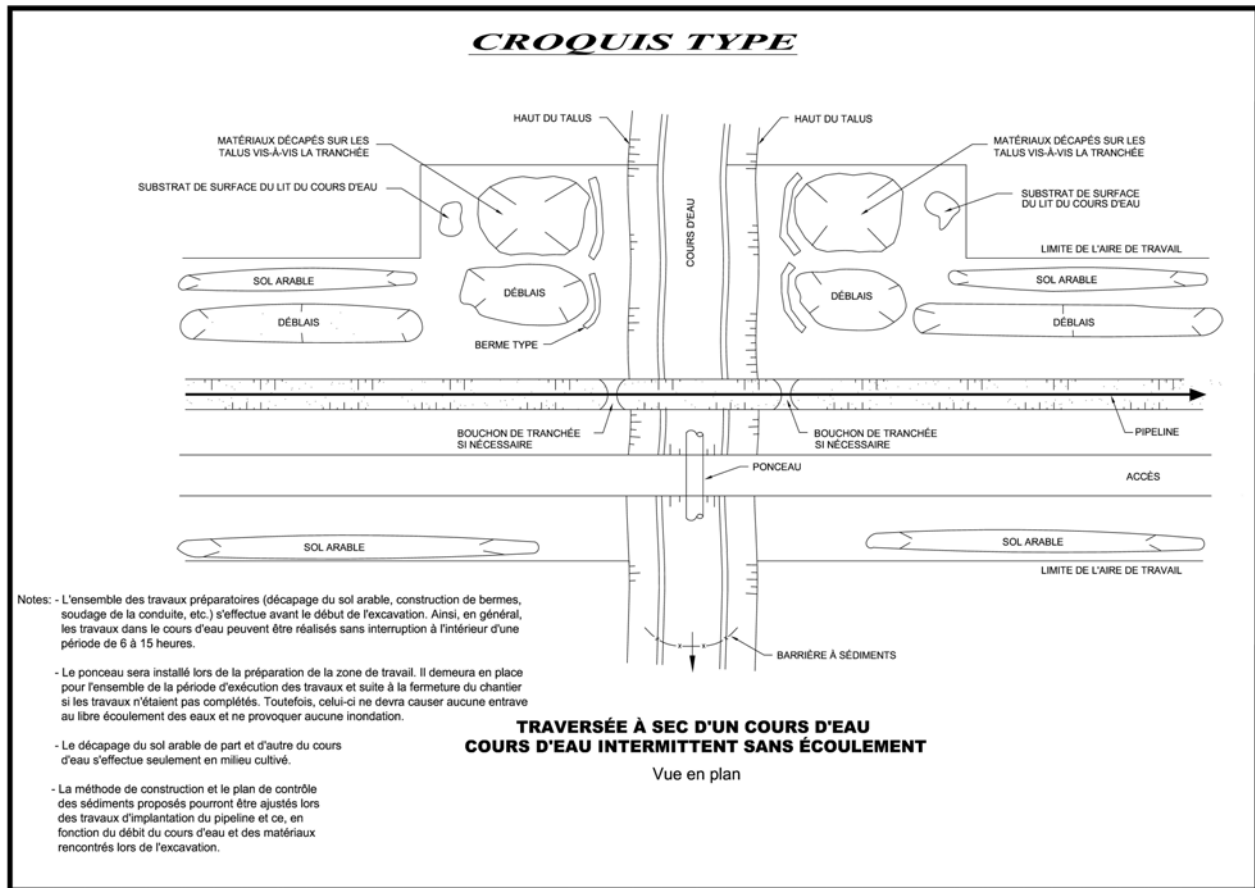 CROQUIS TYPE
HAUT DU TALUS
HAUT DU TALUS
MATÉRIAUX DÉCAPÉS SUR LES
TALUS VIS-À-VIS LA TRANCHÉE
MATÉRIAUX DÉCAPÉS SUR LES
TALUS VIS-À-VIS LA TRANCHÉE
SUBSTRAT DE SURFACE DU LIT DU COURS D'EAU
SUBSTRAT DE SURFACE
DU LIT DU COURS D'EAU
COURS D'EAU
LIMITE DE L'AIRE DE TRAVAIL
SOL ARABLE
SOL ARABLE
DÉBLAIS
DÉBLAIS
DÉBLAIS
DÉBLAIS
BERME TYPE
BOUCHON DE TRANCHÉE
SI NÉCESSAIRE
BOUCHON DE TRANCHÉE
SI NÉCESSAIRE
PIPELINE
PONCEAU
ACCÈS
SOL ARABLE
SOL ARABLE
LIMITE DE L'AIRE DE TRAVAIL
BARRIÈRE À SÉDIMENTS
Notes: - L'ensemble des travaux préparatoires (décapage du sol arable, construction de bermes,
soudage de la conduite, etc.) s'effectue avant le début de l'excavation. Ainsi, en général,
les travaux dans le cours d'eau peuvent être réalisés sans interruption à l'intérieur d'une
période de 6 à 15 heures.
- Le ponceau sera installé lors de la préparation de la zone de travail. Il demeura en place
pour l'ensemble de la période d'exécution des travaux et suite à la fermeture du chantier
si les travaux n'étaient pas complétés. Toutefois, celui-ci ne devra causer aucune entrave
au libre écoulement des eaux et ne provoquer aucune inondation.
- Le décapage du sol arable de part et d'autre du cours
d'eau s'effectue seulement en milieu cultivé.
- La méthode de construction et le plan de contrôle
des sédiments proposés pourront être ajustés lors
des travaux d'implantation du pipeline et ce, en
fonction du débit du cours d'eau et des matériaux
rencontrés lors de l'excavation.
TRAVERSÉE À SEC D'UN COURS D'EAU
COURS D'EAU INTERMITTENT SANS ÉCOULEMENT
Vue en plan